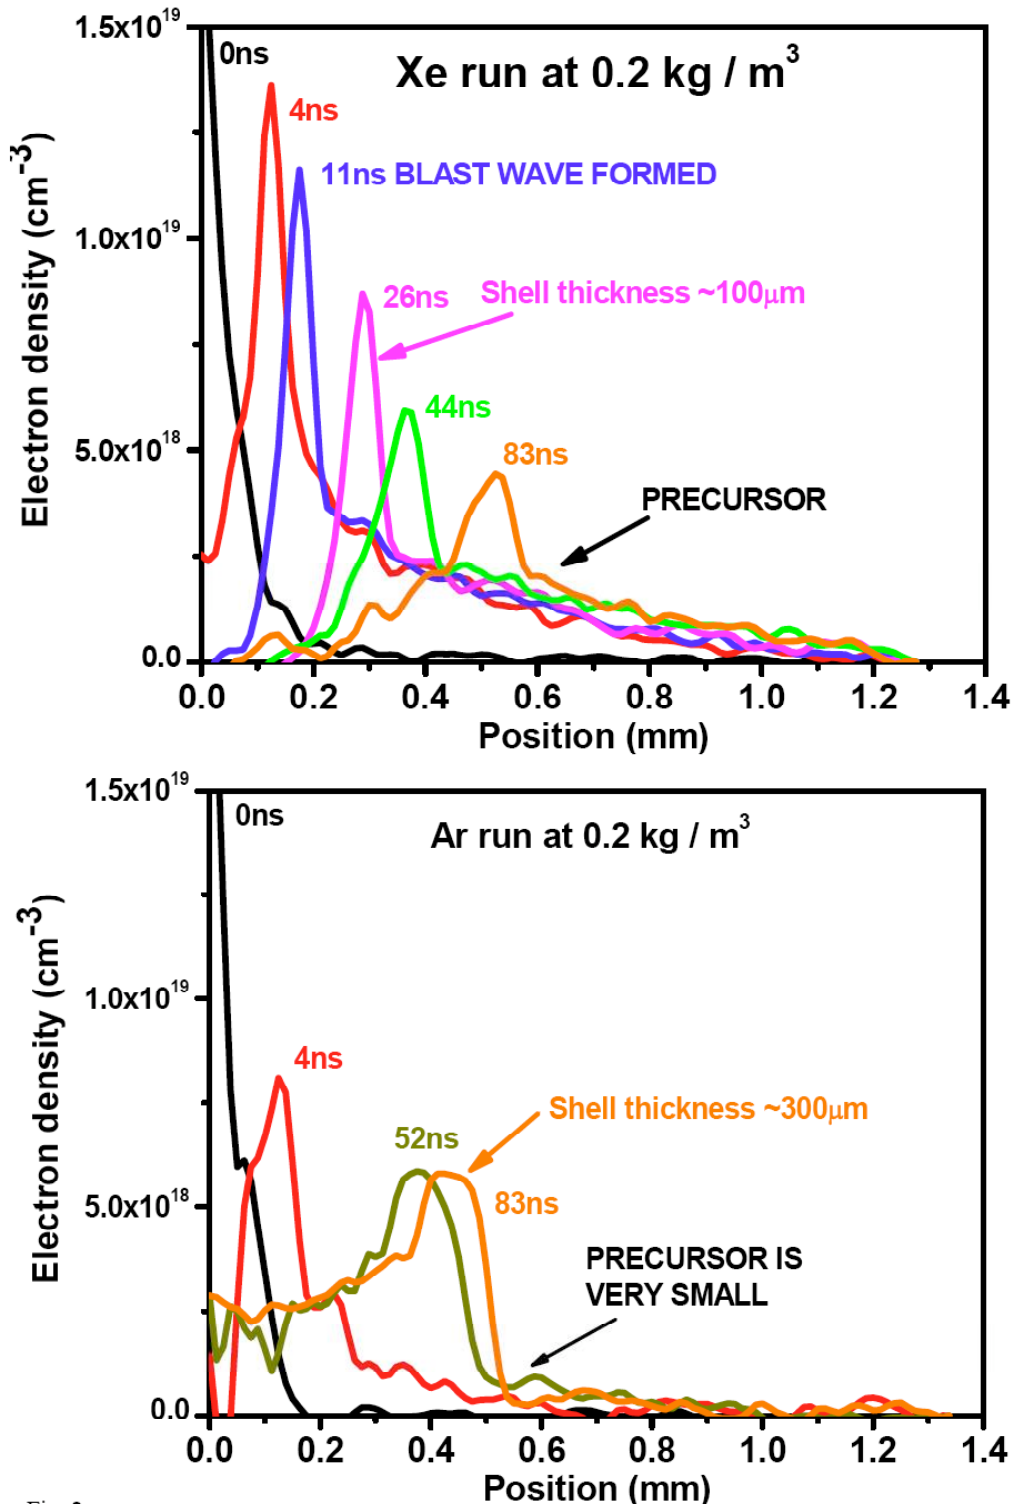 1.5x10^19
0ns
Xe run at 0.2 kg / m^3
4ns
11ns BLAST WAVE FORMED
1.0x10^19
26ns
Shell thickness ~100μm
44ns
5.0x10^18
83ns
PRECURSOR
0.0
0.0 0.2 0.4 0.6 0.8 1.0 1.2 1.4
Position (mm)
Electron density (cm^-3)
1.5x10^19
0ns
Ar run at 0.2 kg / m^3
1.0x10^19
4ns
Shell thickness ~300μm
52ns
5.0x10^18
83ns
PRECURSOR IS
VERY SMALL
0.0
0.0 0.2 0.4 0.6 0.8 1.0 1.2 1.4
Position (mm)
Electron density (cm^-3)